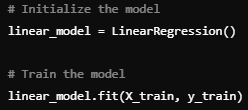 # Initialize the model
linear_model = LinearRegression()
# Train the model
linear_model.fit(X_train, y_train)